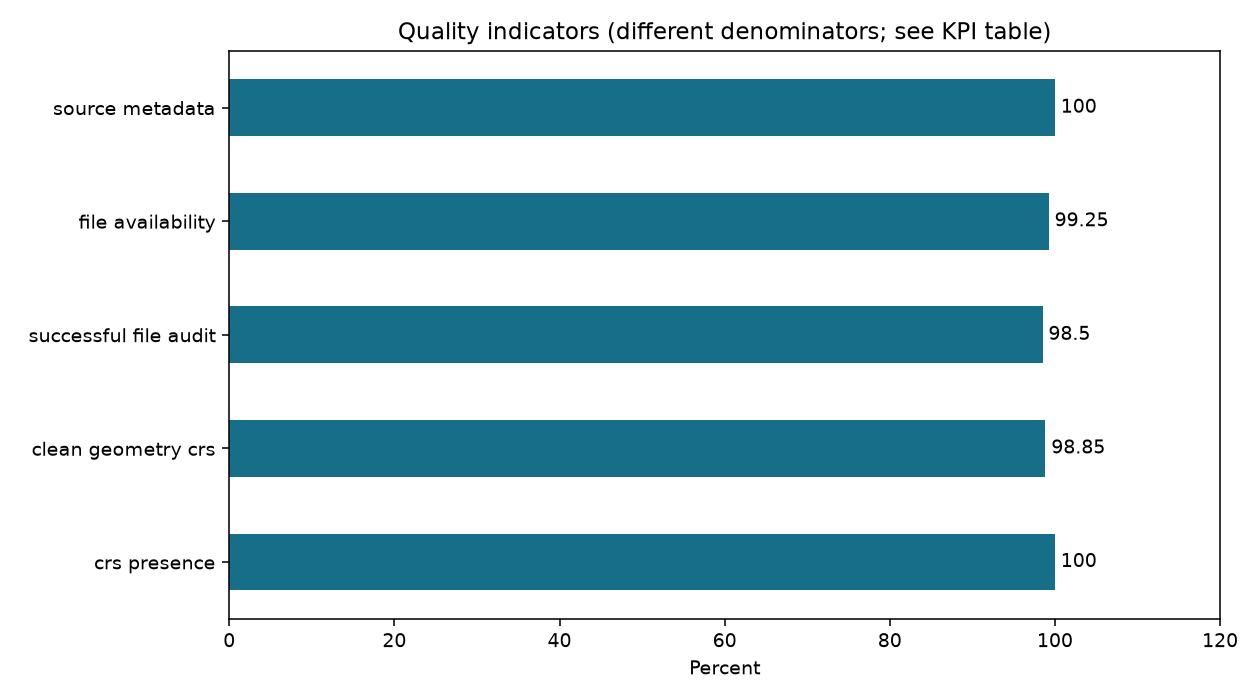 Quality indicators (different denominators; see KPI table)
source metadata 100
file availability 99.25
successful file audit 98.5
clean geometry crs 98.85
crs presence 100
0 20 40 60 80 100 120
Percent